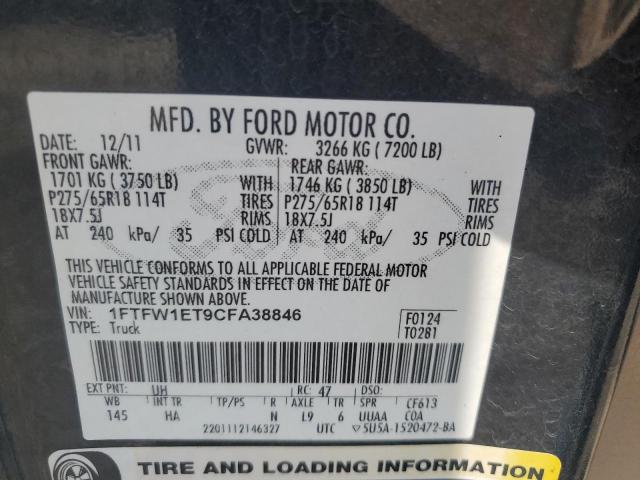 MFD. BY FORD MOTOR CO.
DATE: 12/11 GVWR: 3266 KG ( 7200 LB)
FRONT GAWR: REAR GAWR:
1701 KG ( 3750 LB) WITH 1746 KG ( 3850 LB) WITH
P275/65R18 114T TIRES P275/65R18 114T TIRES
18X7.5J RIMS 18X7.5J RIMS
AT 240 kPa/ 35 PSI COLD AT 240 kPa/ 35 PSI COLD
THIS VEHICLE CONFORMS TO ALL APPLICABLE FEDERAL MOTOR
VEHICLE SAFETY STANDARDS IN EFFECT ON THE DATE OF
MANUFACTURE SHOWN ABOVE.
VIN: 1FTFW1ET9CFA38846 F0124
TYPE: Truck T0281
EXT PNT: UH RC: 47 DSO:
WB INT TR TP/PS R AXLE TR SPR CF613
145 HA N L9 6 UUAA COA
2201112146327 UTC 5U5A-1520472-BA
TIRE AND LOADING INFORMATION